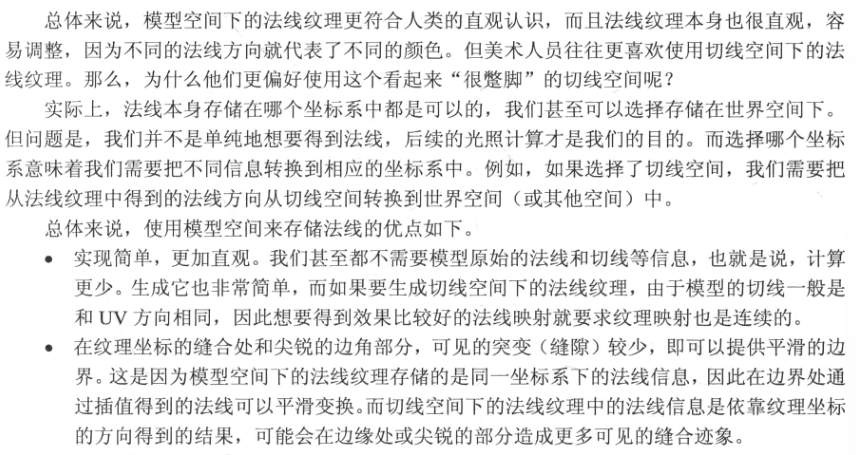 总体来说，模型空间下的法线纹理更符合人类的直观认识，而且法线纹理本身也很直观，容
易调整，因为不同的法线方向就代表了不同的颜色。但美术人员往往更喜欢使用切线空间下的法
线纹理。那么，为什么他们更偏好使用这个看起来“很蹩脚”的切线空间呢？
实际上，法线本身存储在哪个坐标系中都是可以的，我们甚至可以选择存储在世界空间下。
但问题是，我们并不是单纯地想要得到法线，后续的光照计算才是我们的目的。而选择哪个坐标
系意味着我们需要把不同信息转换到相应的坐标系中。例如，如果选择了切线空间，我们需要把
从法线纹理中得到的法线方向从切线空间转换到世界空间（或其他空间）中。
总体来说，使用模型空间来存储法线的优点如下。
• 实现简单，更加直观。我们甚至都不需要模型原始的法线和切线等信息，也就是说，计算
更少。生成它也非常简单，而如果要生成切线空间下的法线纹理，由于模型的切线一般是
和 UV 方向相同，因此想要得到效果比较好的法线映射就要求纹理映射也是连续的。
• 在纹理坐标的缝合处和尖锐的边角部分，可见的突变（缝隙）较少，即可以提供平滑的边
界。这是因为模型空间下的法线纹理存储的是同一坐标系下的法线信息，因此在边界处通
过插值得到的法线可以平滑变换。而切线空间下的法线纹理中的法线信息是依靠纹理坐标
的方向得到的结果，可能会在边缘处或尖锐的部分造成更多可见的缝合迹象。